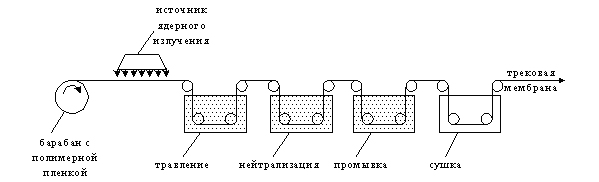 источник
ядерного
излучения
трековая
мембрана
барабан с
полимерной
пленкой
травление
нейтрализация
промывка
сушка